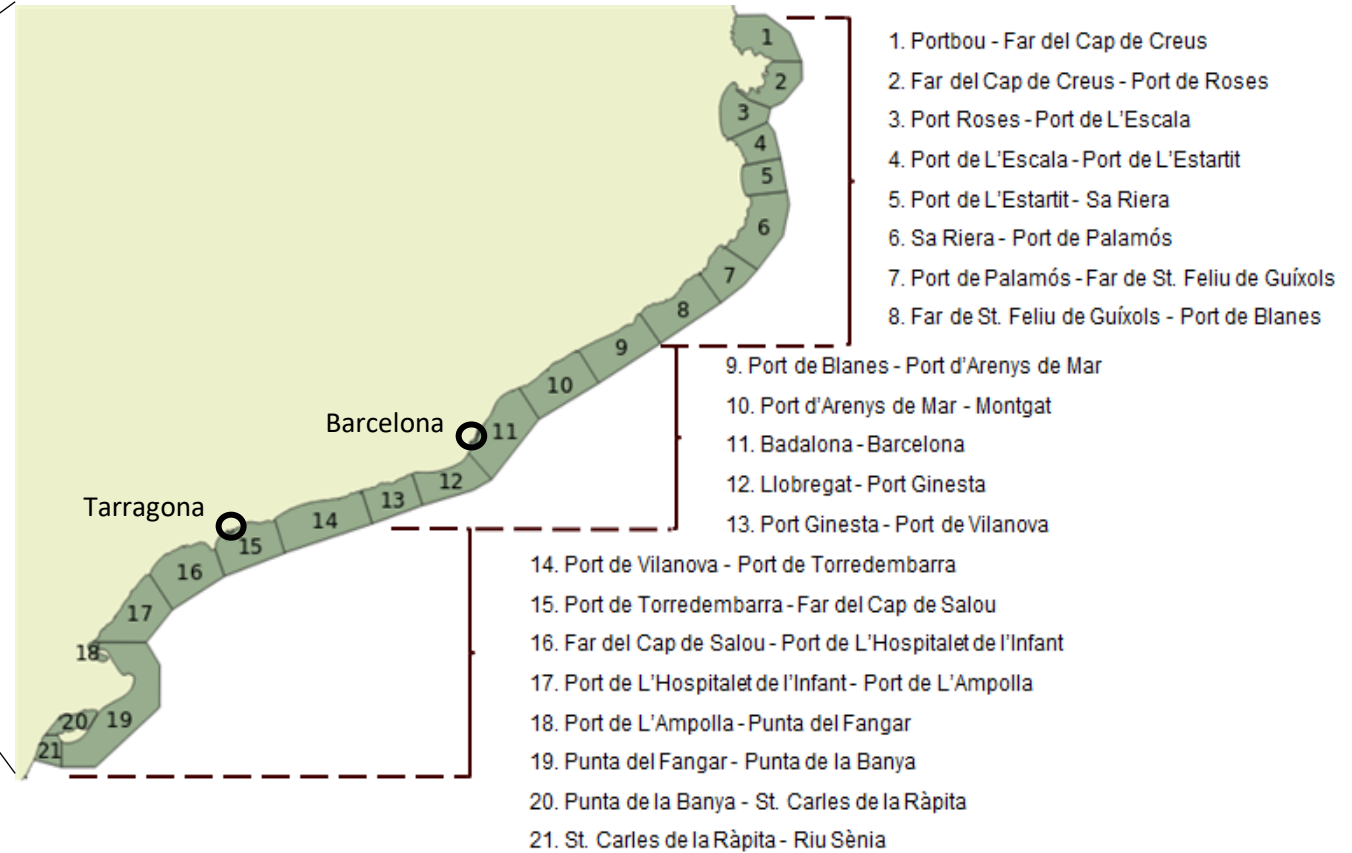 1
2
3
4
5
6
7
8
9
10
11
12
13
14
15
16
17
18
19
20
21
Barcelona
Tarragona
1. Portbou - Far del Cap de Creus
2. Far del Cap de Creus - Port de Roses
3. Port Roses - Port de L'Escala
4. Port de L'Escala - Port de L'Estartit
5. Port de L'Estartit - Sa Riera
6. Sa Riera - Port de Palamós
7. Port de Palamós - Far de St. Feliu de Guíxols
8. Far de St. Feliu de Guíxols - Port de Blanes
9. Port de Blanes - Port d'Arenys de Mar
10. Port d'Arenys de Mar - Montgat
11. Badalona - Barcelona
12. Llobregat - Port Ginesta
13. Port Ginesta - Port de Vilanova
14. Port de Vilanova - Port de Torredembarra
15. Port de Torredembarra - Far del Cap de Salou
16. Far del Cap de Salou - Port de L'Hospitalet de l'Infant
17. Port de L'Hospitalet de l'Infant - Port de L'Ampolla
18. Port de L'Ampolla - Punta del Fangar
19. Punta del Fangar - Punta de la Banya
20. Punta de la Banya - St. Carles de la Ràpita
21. St. Carles de la Ràpita - Riu Sènia